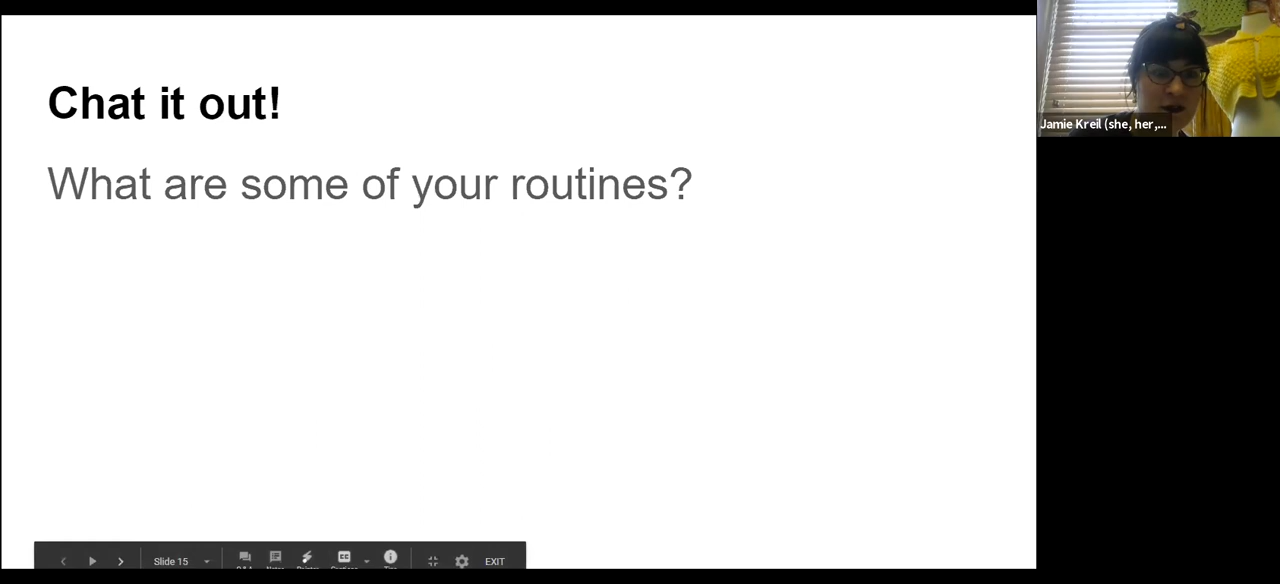 Chat it out!
What are some of your routines?
Jamie Kreil (she, her,...
Slide 15
EXIT